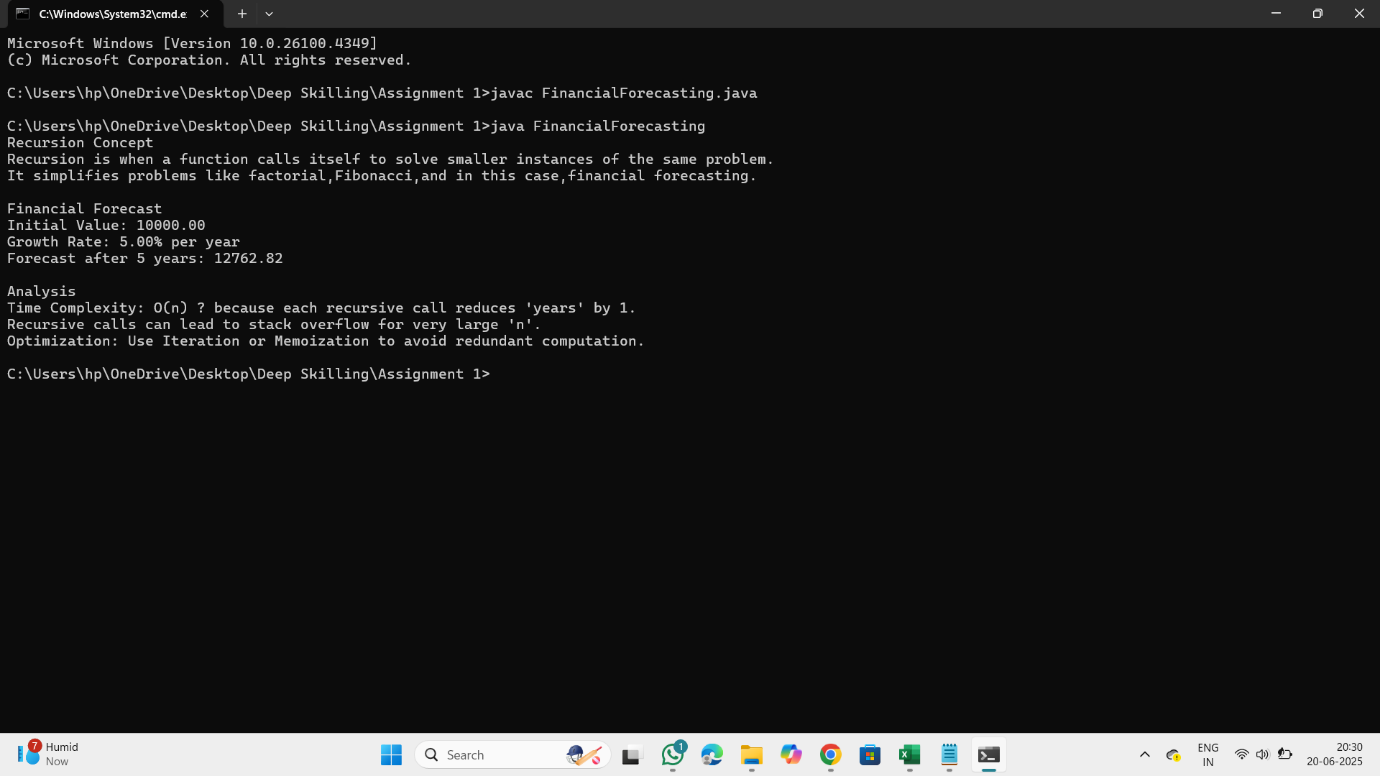 C:\Windows\System32\cmd.e:
Microsoft Windows [Version 10.0.26100.4349]
(c) Microsoft Corporation. All rights reserved.
C:\Users\hp\OneDrive\Desktop\Deep Skilling\Assignment 1>javac FinancialForecasting.java
C:\Users\hp\OneDrive\Desktop\Deep Skilling\Assignment 1>java FinancialForecasting
Recursion Concept
Recursion is when a function calls itself to solve smaller instances of the same problem.
It simplifies problems like factorial,Fibonacci,and in this case,financial forecasting.
Financial Forecast
Initial Value: 10000.00
Growth Rate: 5.00% per year
Forecast after 5 years: 12762.82
Analysis
Time Complexity: O(n) ? because each recursive call reduces 'years' by 1.
Recursive calls can lead to stack overflow for very large 'n'.
Optimization: Use Iteration or Memoization to avoid redundant computation.
C:\Users\hp\OneDrive\Desktop\Deep Skilling\Assignment 1>
7
Humid
Now
Search
1
ENG
IN
20:30
20-06-2025